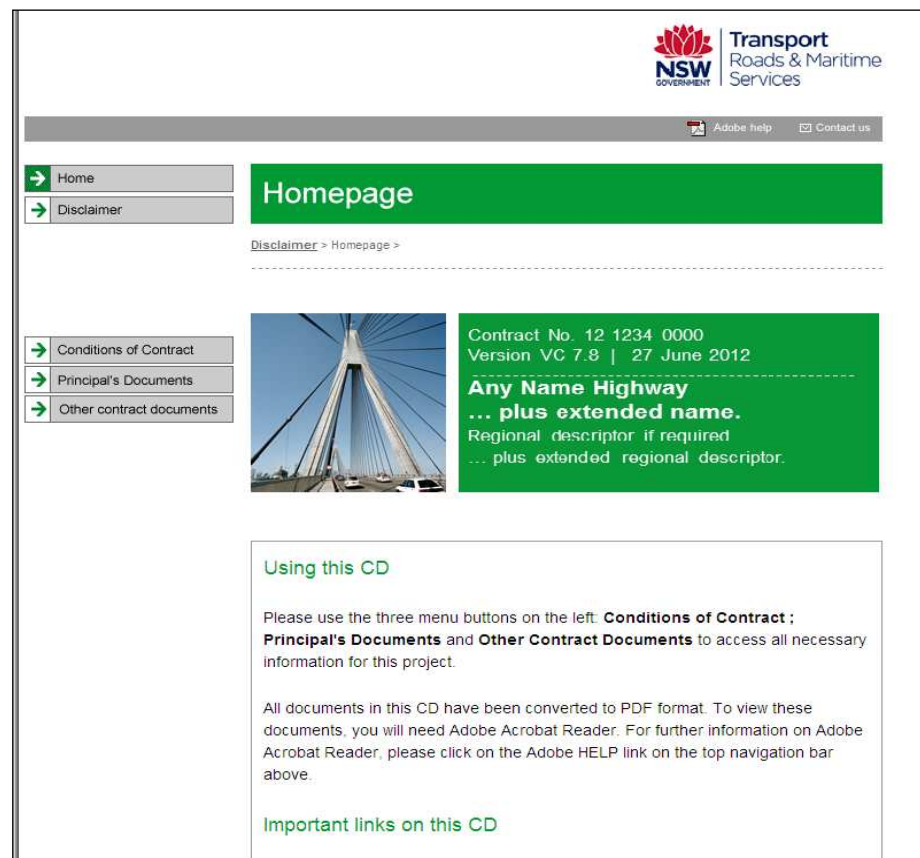 Transport
Roads & Maritime
Services
NSW
GOVERNMENT
Adobe help
Contact us
Home
Disclaimer
Homepage
Disclaimer > Homepage >
Conditions of Contract
Principal's Documents
Other contract documents
Contract No. 12 1234 0000
Version VC 7.8 | 27 June 2012
Any Name Highway
... plus extended name.
Regional descriptor if required
... plus extended regional descriptor.
Using this CD
Please use the three menu buttons on the left: Conditions of Contract ;
Principal's Documents and Other Contract Documents to access all necessary
information for this project.
All documents in this CD have been converted to PDF format. To view these
documents, you will need Adobe Acrobat Reader. For further information on Adobe
Acrobat Reader, please click on the Adobe HELP link on the top navigation bar
above.
Important links on this CD